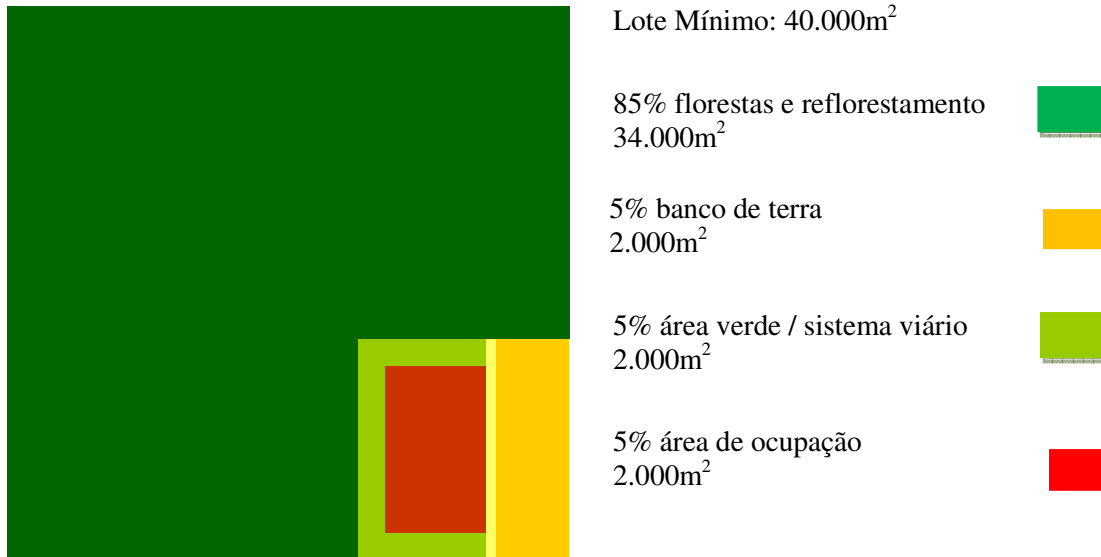 Lote Mínimo: 40.000m²
85% florestas e reflorestamento
34.000m²
5% banco de terra
2.000m²
5% área verde / sistema viário
2.000m²
5% área de ocupação
2.000m²